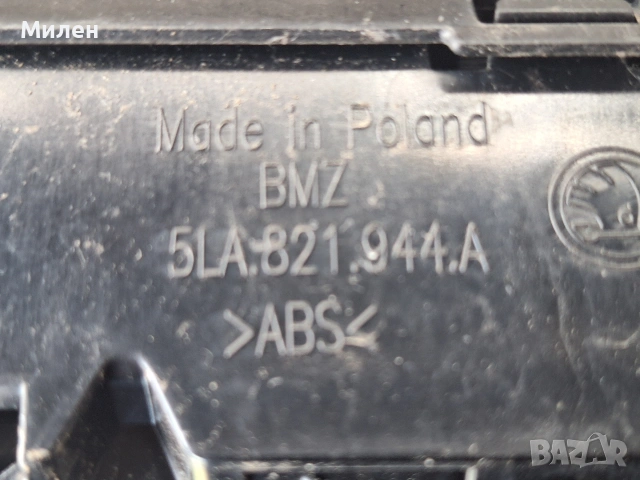 Милен
Made in Poland
BMZ
5LA.821.944.A
>ABS<
BAZAR